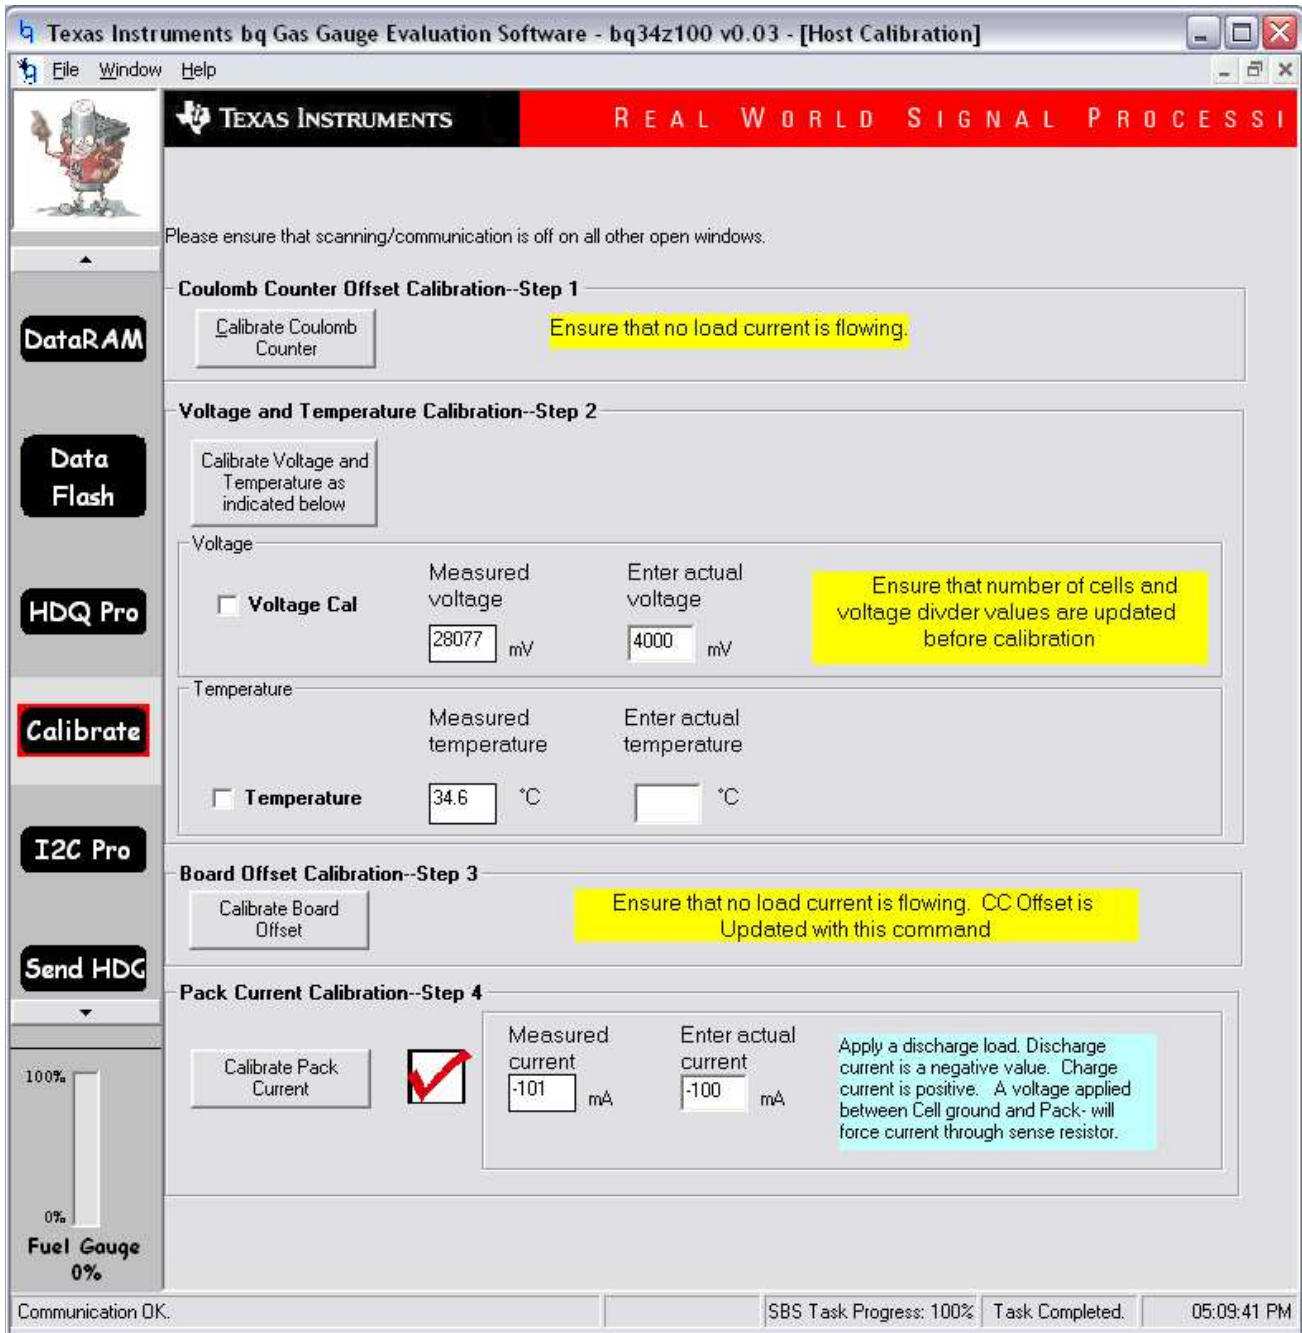 Texas Instruments bq Gas Gauge Evaluation Software - bq34z100 v0.03 - [Host Calibration]
File Window Help
TEXAS INSTRUMENTS
REAL WORLD SIGNAL PROCESSI
Please ensure that scanning/communication is off on all other open windows.
Coulomb Counter Offset Calibration--Step 1
Calibrate Coulomb
Counter
Ensure that no load current is flowing.
Voltage and Temperature Calibration--Step 2
Calibrate Voltage and
Temperature as
indicated below
Voltage
Voltage Cal
Measured
voltage
28077 mV
Enter actual
voltage
4000 mV
Ensure that number of cells and
voltage divder values are updated
before calibration
Temperature
Temperature
Measured
temperature
34.6 °C
Enter actual
temperature
°C
Board Offset Calibration--Step 3
Calibrate Board
Offset
Ensure that no load current is flowing. CC Offset is
Updated with this command
Pack Current Calibration--Step 4
Calibrate Pack
Current
Measured
current
-101 mA
Enter actual
current
-100 mA
Apply a discharge load. Discharge
current is a negative value. Charge
current is positive. A voltage applied
between Cell ground and Pack- will
force current through sense resistor.
DataRAM
Data
Flash
HDQ Pro
Calibrate
I2C Pro
Send HDG
100%
0%
Fuel Gauge
0%
Communication OK.
SBS Task Progress: 100%
Task Completed.
05:09:41 PM